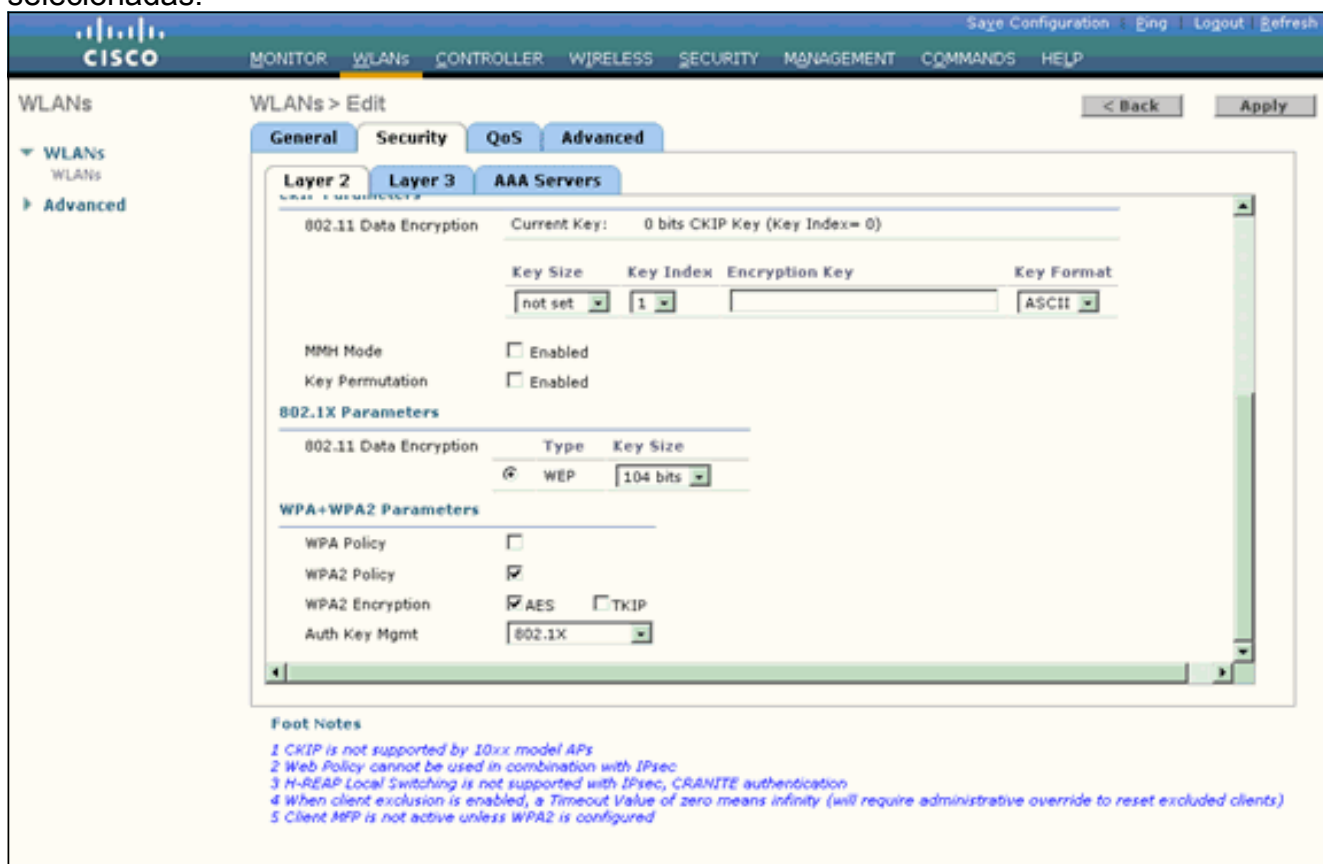 selecionadas.
Save Configuration | Ping | Logout | Refresh
CISCO
MONITOR WLANs CONTROLLER WIRELESS SECURITY MANAGEMENT COMMANDS HELP
WLANs
WLANs > Edit
< Back Apply
General Security QoS Advanced
WLANs
WLANs
Advanced
Layer 2 Layer 3 AAA Servers
CKIP Parameters
802.11 Data Encryption Current Key: 0 bits CKIP Key (Key Index= 0)
Key Size Key Index Encryption Key Key Format
not set 1 ASCII
MMH Mode Enabled
Key Permutation Enabled
802.1X Parameters
802.11 Data Encryption Type Key Size
WEP 104 bits
WPA+WPA2 Parameters
WPA Policy
WPA2 Policy
WPA2 Encryption AES TKIP
Auth Key Mgmt 802.1X
Foot Notes
1 CKIP is not supported by 10xx model APs
2 Web Policy cannot be used in combination with IPsec
3 H-REAP Local Switching is not supported with IPsec, CRANITE authentication
4 When client exclusion is enabled, a Timeout Value of zero means infinity (will require administrative override to reset excluded clients)
5 Client MFP is not active unless WPA2 is configured